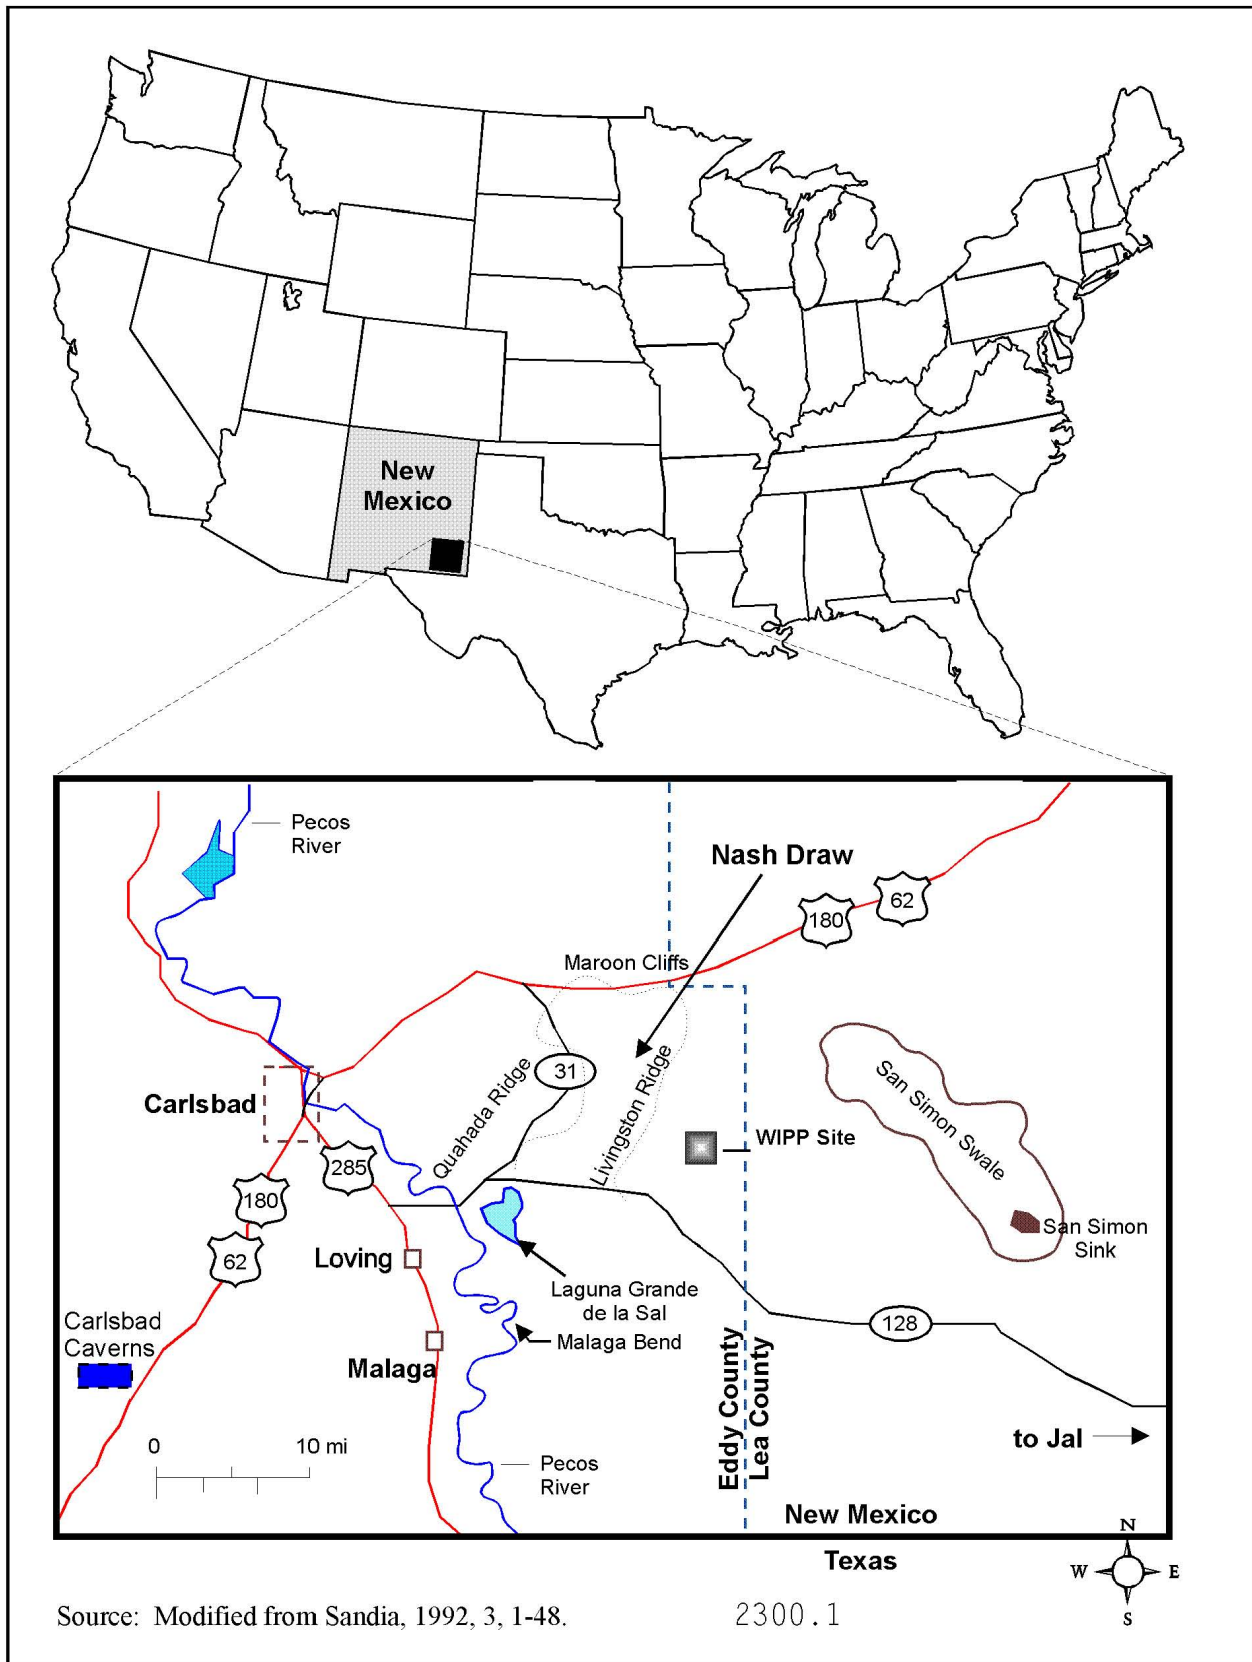 New
Mexico
Pecos
River
Nash Draw
62
180
Maroon Cliffs
31
Quahada Ridge
Livingston Ridge
San Simon Swale
Carlsbad
WIPP Site
285
180
62
San Simon
Sink
Loving
Laguna Grande
de la Sal
Carlsbad
Caverns
Malaga Bend
128
Malaga
Eddy County
Lea County
0 10 mi
to Jal
Pecos
River
New Mexico
Texas
N
W E
S
Source: Modified from Sandia, 1992, 3, 1-48.
2300.1